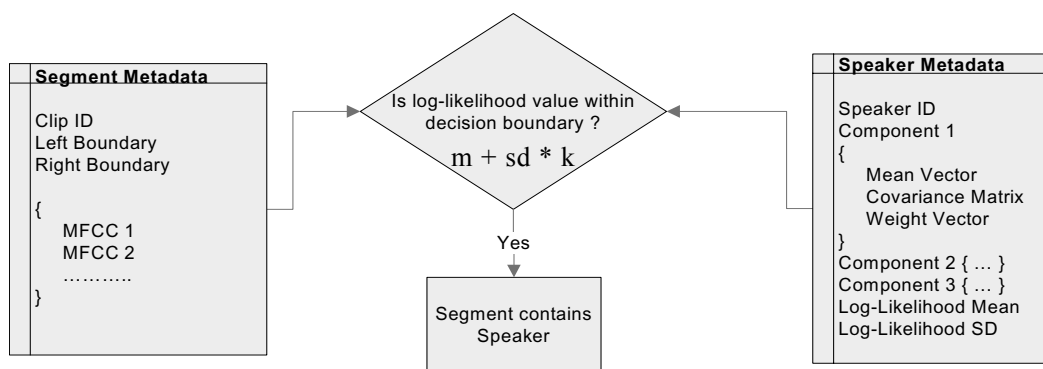 Segment Metadata
Clip ID
Left Boundary
Right Boundary
{
MFCC 1
MFCC 2
………..
}
Is log-likelihood value within
decision boundary ?
m + sd * k
Yes
Segment contains
Speaker
Speaker Metadata
Speaker ID
Component 1
{
Mean Vector
Covariance Matrix
Weight Vector
}
Component 2 { … }
Component 3 { … }
Log-Likelihood Mean
Log-Likelihood SD